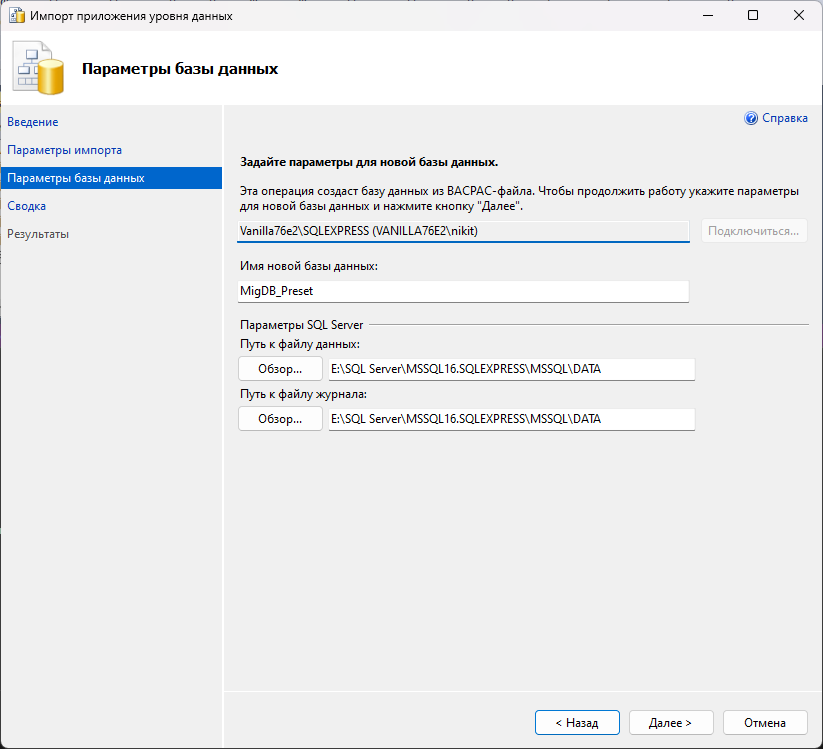 Импорт приложения уровня данных
Параметры базы данных
Введение
Параметры импорта
Параметры базы данных
Сводка
Результаты
Справка
Задайте параметры для новой базы данных.
Эта операция создаст базу данных из BACPAC-файла. Чтобы продолжить работу укажите параметры
для новой базы данных и нажмите кнопку "Далее".
Vanilla76e2\SQLEXPRESS (VANILLA76E2\nikit)
Подключиться...
Имя новой базы данных:
MigDB_Preset
Параметры SQL Server
Путь к файлу данных:
Обзор...
E:\SQL Server\MSSQL16.SQLEXPRESS\MSSQL\DATA
Путь к файлу журнала:
Обзор...
E:\SQL Server\MSSQL16.SQLEXPRESS\MSSQL\DATA
< Назад
Далее >
Отмена